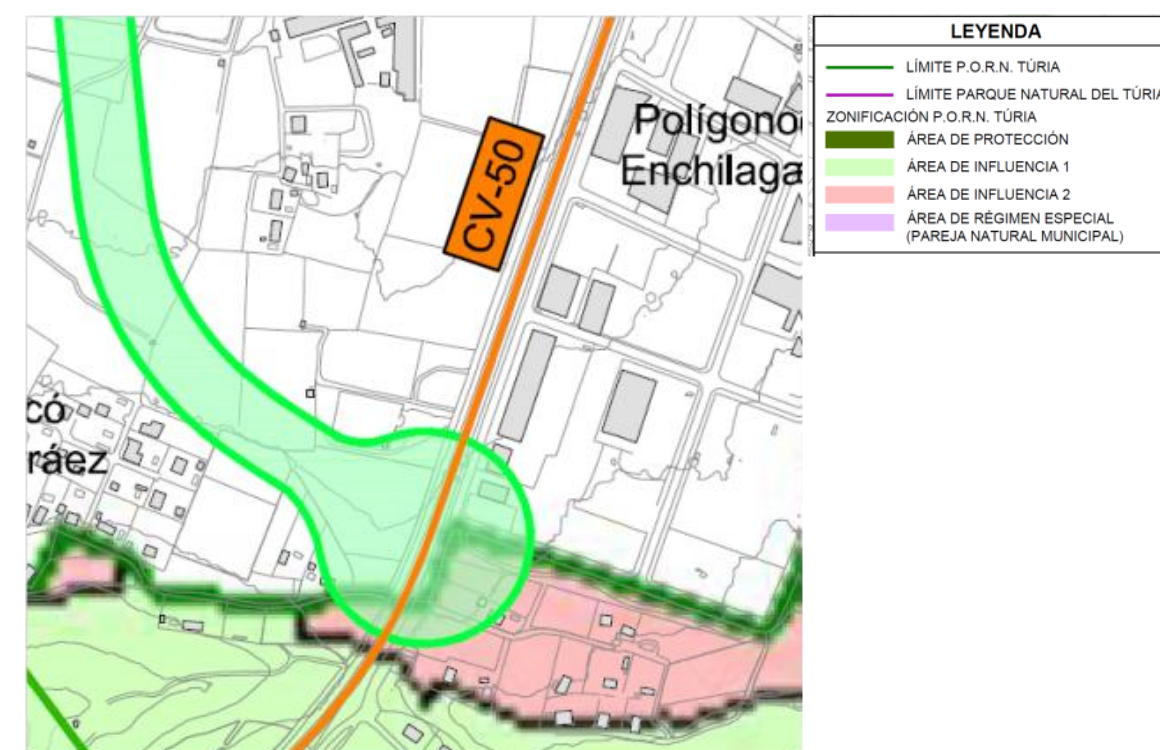 CV-50
Polígono
Enchilaga
có
ráez
LEYENDA
LÍMITE P.O.R.N. TÚRIA
LÍMITE PARQUE NATURAL DEL TÚRIA
ZONIFICACIÓN P.O.R.N. TÚRIA
ÁREA DE PROTECCIÓN
ÁREA DE INFLUENCIA 1
ÁREA DE INFLUENCIA 2
ÁREA DE RÉGIMEN ESPECIAL
(PAREJA NATURAL MUNICIPAL)